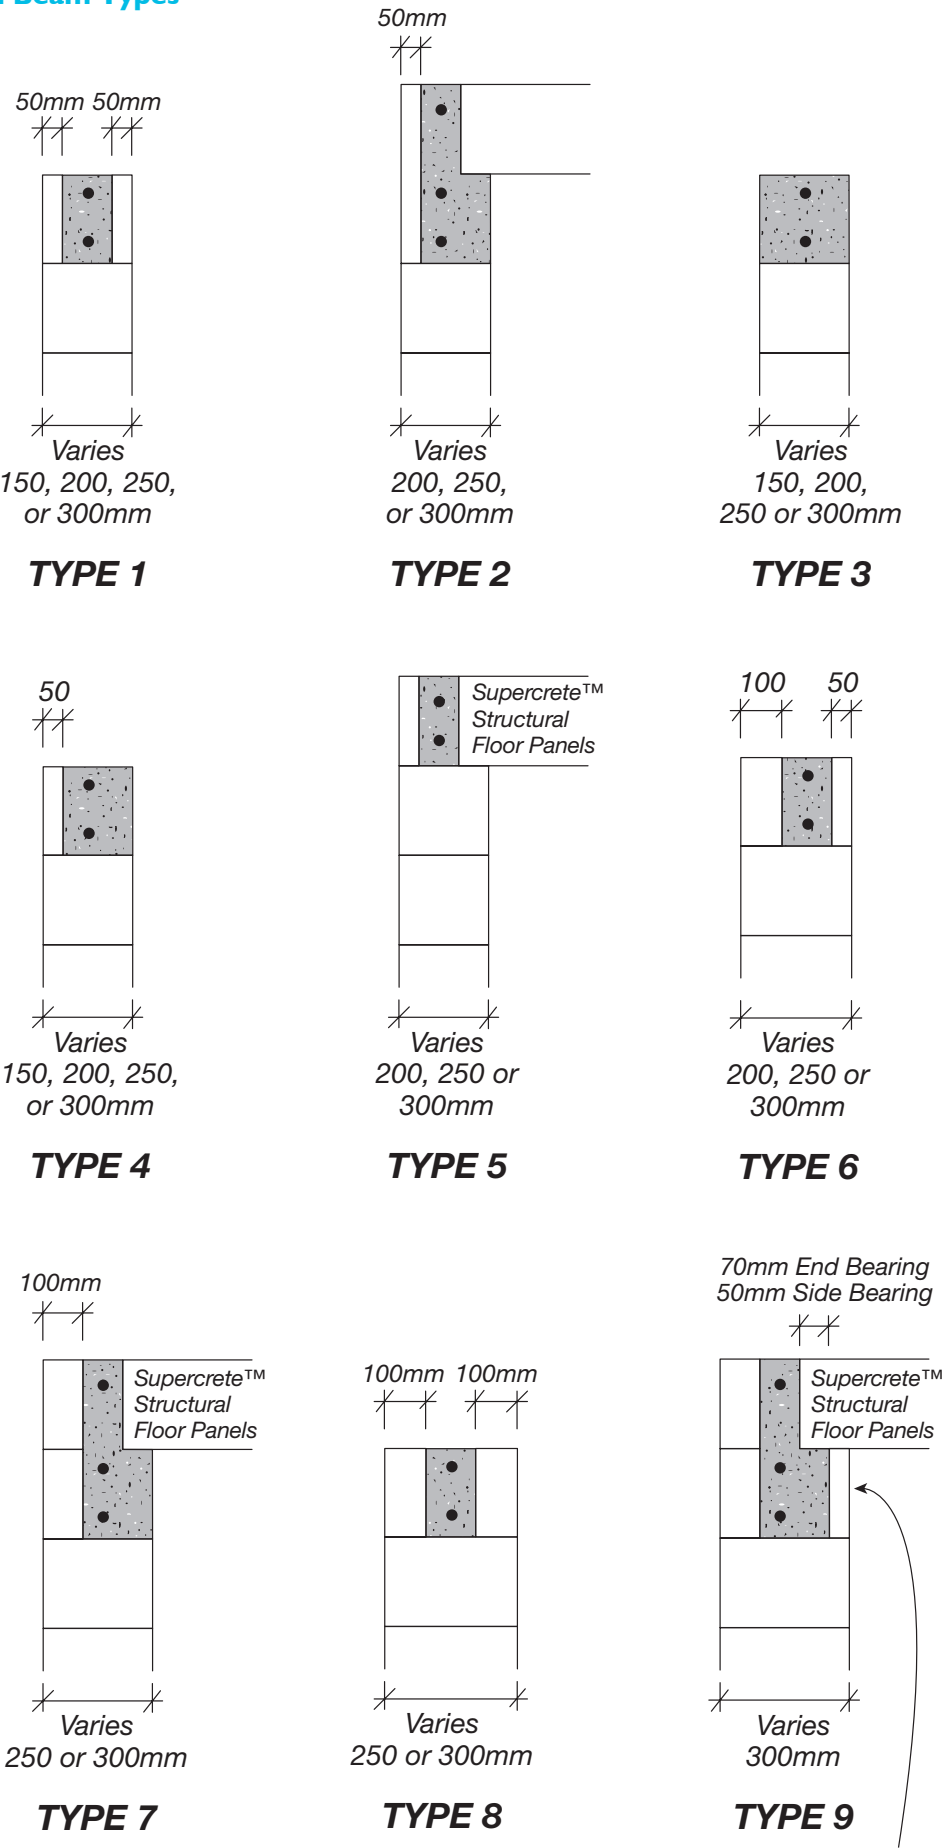 Beam Types
50mm
50mm 50mm
Varies
150, 200, 250,
or 300mm
TYPE 1
Varies
200, 250,
or 300mm
TYPE 2
Varies
150, 200,
250 or 300mm
TYPE 3
50
Varies
150, 200, 250,
or 300mm
TYPE 4
Supercrete™
Structural
Floor Panels
Varies
200, 250 or
300mm
TYPE 5
100 50
Varies
200, 250 or
300mm
TYPE 6
100mm
Supercrete™
Structural
Floor Panels
Varies
250 or 300mm
TYPE 7
100mm 100mm
Varies
250 or 300mm
TYPE 8
70mm End Bearing
50mm Side Bearing
Supercrete™
Structural
Floor Panels
Varies
300mm
TYPE 9